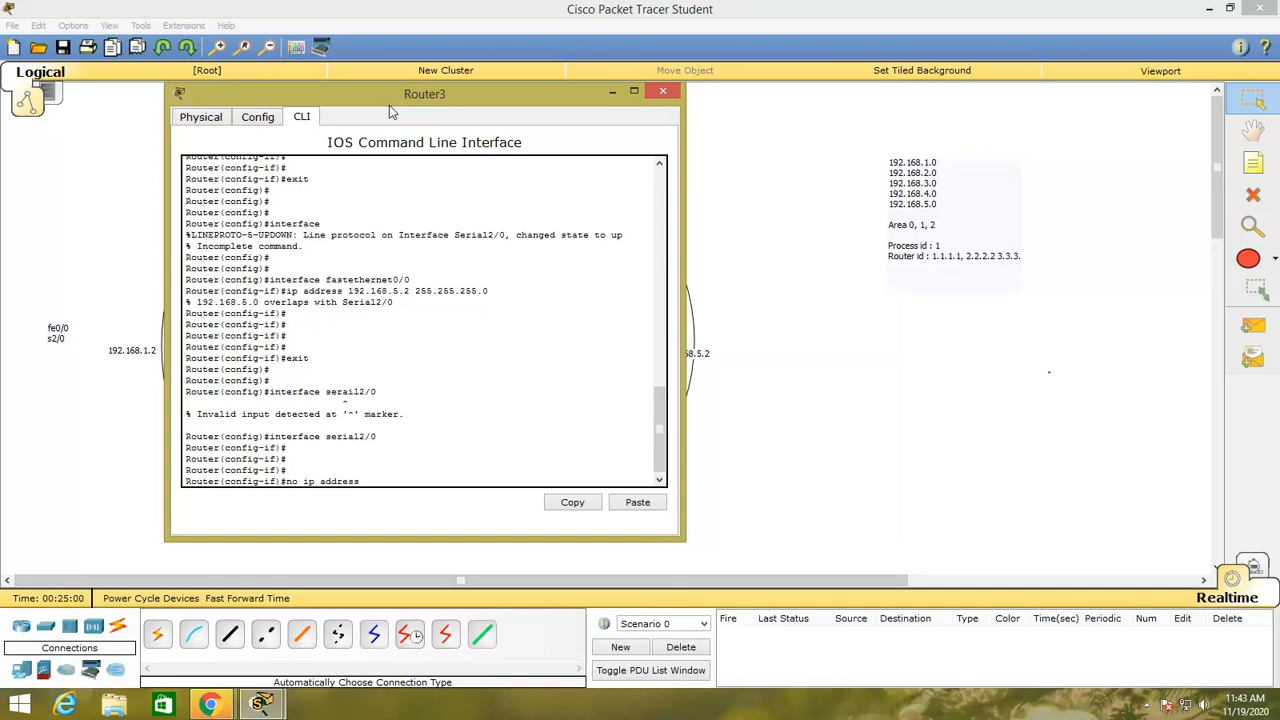 Cisco Packet Tracer Student
File Edit Options View Tools Extensions Help
Logical [Root] New Cluster Move Object Set Tiled Background Viewport
Router3
Physical Config CLI
IOS Command Line Interface
Router(config-if)#
Router(config-if)#
Router(config-if)#exit
Router(config)#
Router(config)#
Router(config)#
Router(config)#interface
%LINEPROTO-5-UPDOWN: Line protocol on Interface Serial2/0, changed state to up
% Incomplete command.
Router(config)#
Router(config)#
Router(config)#interface fastethernet0/0
Router(config-if)#ip address 192.168.5.2 255.255.255.0
% 192.168.5.0 overlaps with Serial2/0
Router(config-if)#
Router(config-if)#
Router(config-if)#
Router(config-if)#
Router(config-if)#exit
Router(config)#
Router(config)#
Router(config)#interface serail2/0
^
% Invalid input detected at '^' marker.
Router(config)#interface serial2/0
Router(config-if)#
Router(config-if)#
Router(config-if)#
Router(config-if)#no ip address
Copy Paste
fe0/0
s2/0
192.168.1.2
68.5.2
192.168.1.0
192.168.2.0
192.168.3.0
192.168.4.0
192.168.5.0
Area 0, 1, 2
Process id : 1
Router id : 1.1.1.1, 2.2.2.2 3.3.3.
Realtime
Time: 00:25:00 Power Cycle Devices Fast Forward Time
Connections
Automatically Choose Connection Type
Scenario 0
New Delete
Toggle PDU List Window
Fire Last Status Source Destination Type Color Time(sec) Periodic Num Edit Delete
11:43 AM
11/19/2020